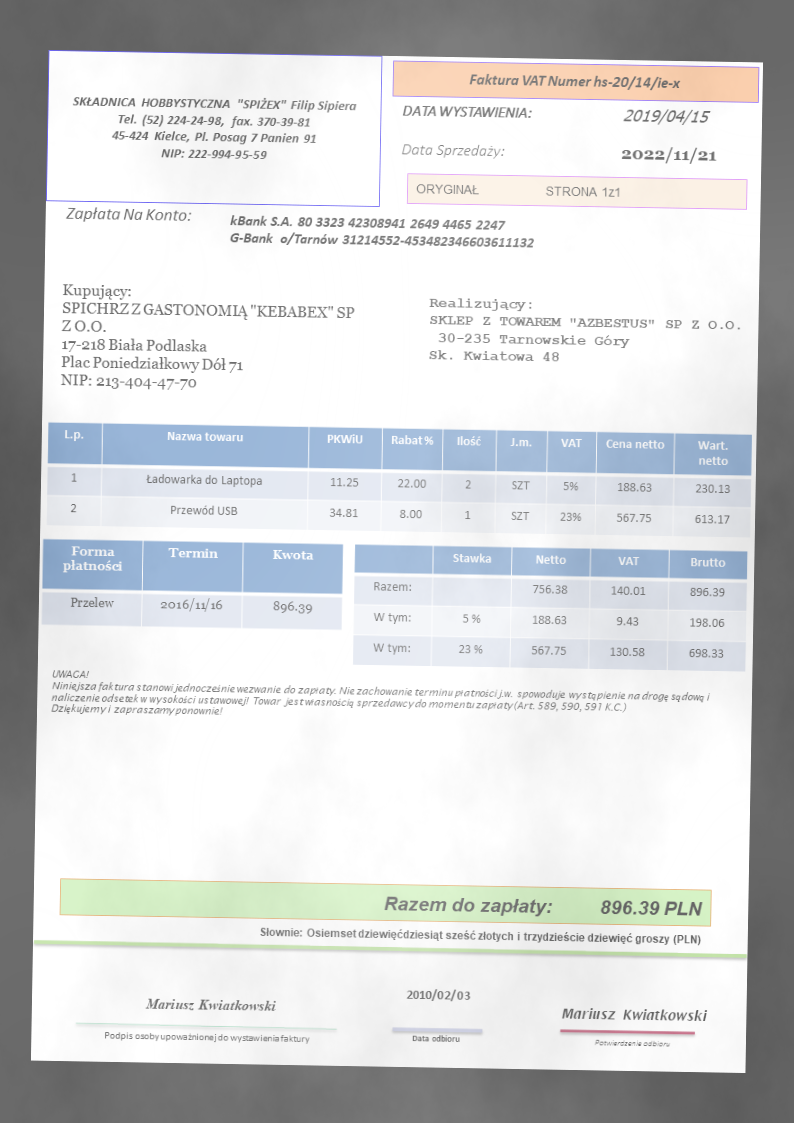 SKŁADNICA HOBBYSTYCZNA "SPIŻEX" Filip Sipiera
Tel. (52) 224-24-98, fax. 370-39-81
45-424 Kielce, Pl. Posag 7 Panien 91
NIP: 222-994-95-59
Faktura VAT Numer hs-20/14/ie-x
DATA WYSTAWIENIA: 2019/04/15
Data Sprzedaży: 2022/11/21
ORYGINAŁ STRONA 1z1
Zapłata Na Konto: kBank S.A. 80 3323 42308941 2649 4465 2247
G-Bank o/Tarnów 31214552-453482346603611132
Kupujący:
SPICHRZ Z GASTONOMIĄ "KEBABEX" SP
Z O.O.
17-218 Biała Podlaska
Plac Poniedziałkowy Dół 71
NIP: 213-404-47-70
Realizujący:
SKLEP Z TOWAREM "AZBESTUS" SP Z O.O.
30-235 Tarnowskie Góry
Sk. Kwiatowa 48
L.p. Nazwa towaru PKWiU Rabat % Ilość J.m. VAT Cena netto Wart. netto
1 Ładowarka do Laptopa 11.25 22.00 2 SZT 5% 188.63 230.13
2 Przewód USB 34.81 8.00 1 SZT 23% 567.75 613.17
Forma płatności Termin Kwota
Przelew 2016/11/16 896.39
Stawka Netto VAT Brutto
Razem: 756.38 140.01 896.39
W tym: 5 % 188.63 9.43 198.06
W tym: 23 % 567.75 130.58 698.33
UWAGA!
Niniejsza faktura stanowi jednocześnie wezwanie do zapłaty. Nie zachowanie terminu płatności j.w. spowoduje wystąpienie na drogę sądową i
naliczenie odsetek w wysokości ustawowej! Towar jest własnością sprzedawcy do momentu zapłaty (Art. 589, 590, 591 K.C.)
Dziękujemy i zapraszamy ponownie!
Razem do zapłaty: 896.39 PLN
Słownie: Osiemset dziewięćdziesiąt sześć złotych i trzydzieście dziewięć groszy (PLN)
Mariusz Kwiatkowski
Podpis osoby upoważnionej do wystawienia faktury
2010/02/03
Data odbioru
Mariusz Kwiatkowski
Potwierdzenie odbioru